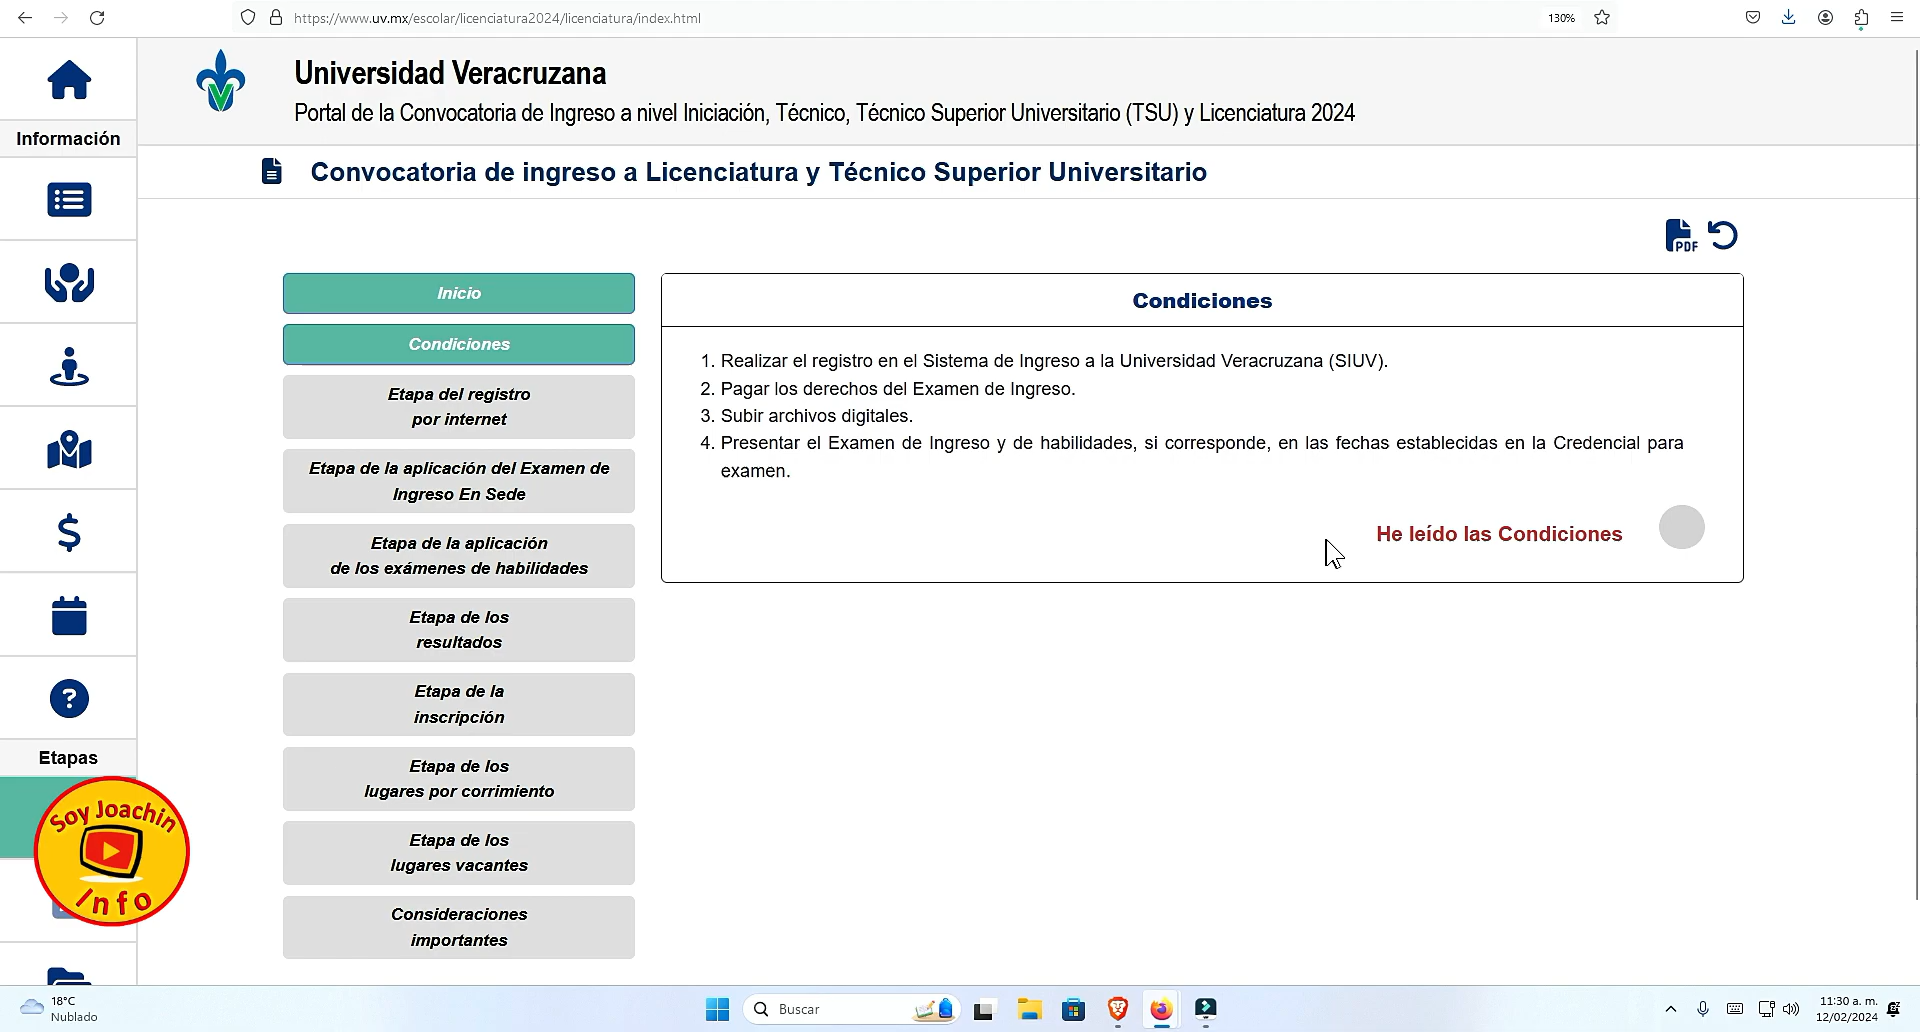 https://www.uv.mx/escolar/licenciatura2024/licenciatura/index.html
130%
Universidad Veracruzana
Portal de la Convocatoria de Ingreso a nivel Iniciación, Técnico, Técnico Superior Universitario (TSU) y Licenciatura 2024
Información
Convocatoria de ingreso a Licenciatura y Técnico Superior Universitario
PDF
Inicio
Condiciones
Etapa del registro
por internet
Etapa de la aplicación del Examen de
Ingreso En Sede
Etapa de la aplicación
de los exámenes de habilidades
Etapa de los
resultados
Etapa de la
inscripción
Etapa de los
lugares por corrimiento
Etapa de los
lugares vacantes
Consideraciones
importantes
Condiciones
1. Realizar el registro en el Sistema de Ingreso a la Universidad Veracruzana (SIUV).
2. Pagar los derechos del Examen de Ingreso.
3. Subir archivos digitales.
4. Presentar el Examen de Ingreso y de habilidades, si corresponde, en las fechas establecidas en la Credencial para
examen.
He leído las Condiciones
Etapas
Soy Joachin
Info
18°C
Nublado
Buscar
11:30 a. m.
12/02/2024